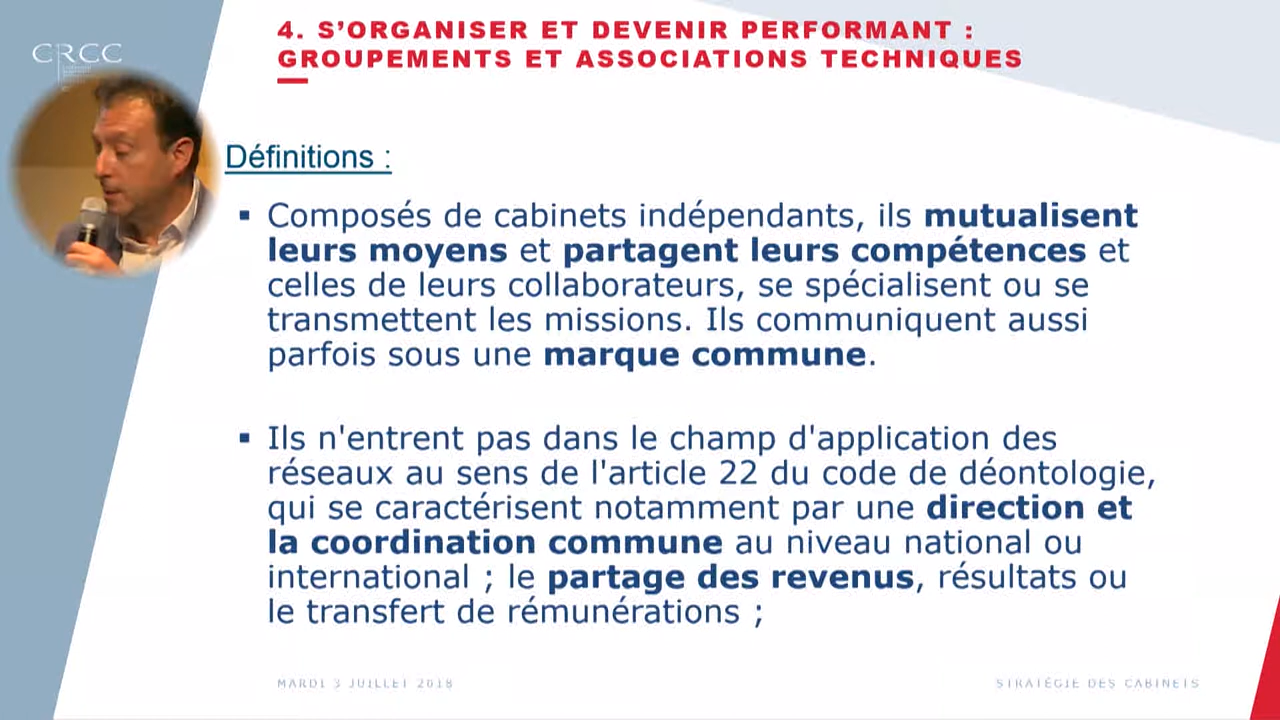 CRCC
4. S’ORGANISER ET DEVENIR PERFORMANT :
GROUPEMENTS ET ASSOCIATIONS TECHNIQUES
Définitions :
▪ Composés de cabinets indépendants, ils mutualisent
leurs moyens et partagent leurs compétences et
celles de leurs collaborateurs, se spécialisent ou se
transmettent les missions. Ils communiquent aussi
parfois sous une marque commune.
▪ Ils n'entrent pas dans le champ d'application des
réseaux au sens de l'article 22 du code de déontologie,
qui se caractérisent notamment par une direction et
la coordination commune au niveau national ou
international ; le partage des revenus, résultats ou
le transfert de rémunérations ;
MARDI 3 JUILLET 2018
STRATÉGIE DES CABINETS